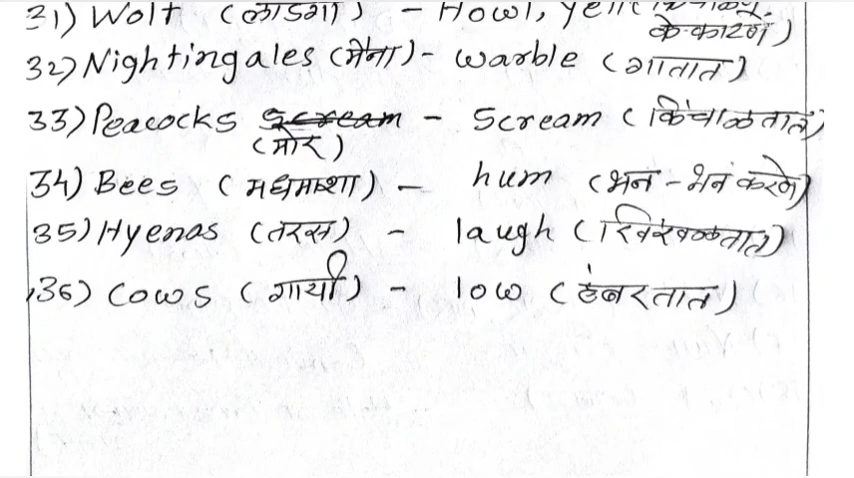 31) Wolf (लांडगा) - Howl, yell
के-काटणे)
32) Nightingales (मैना) - warble (गातात)
33) Peacocks scream - Scream (किंचाळतात)
(मोर)
34) Bees (मधमाश्या) - hum (भन-भन करणे)
35) Hyenas (तरस) - laugh (खिदळतात)
36) Cows (गायी) - low (हंबरतात)